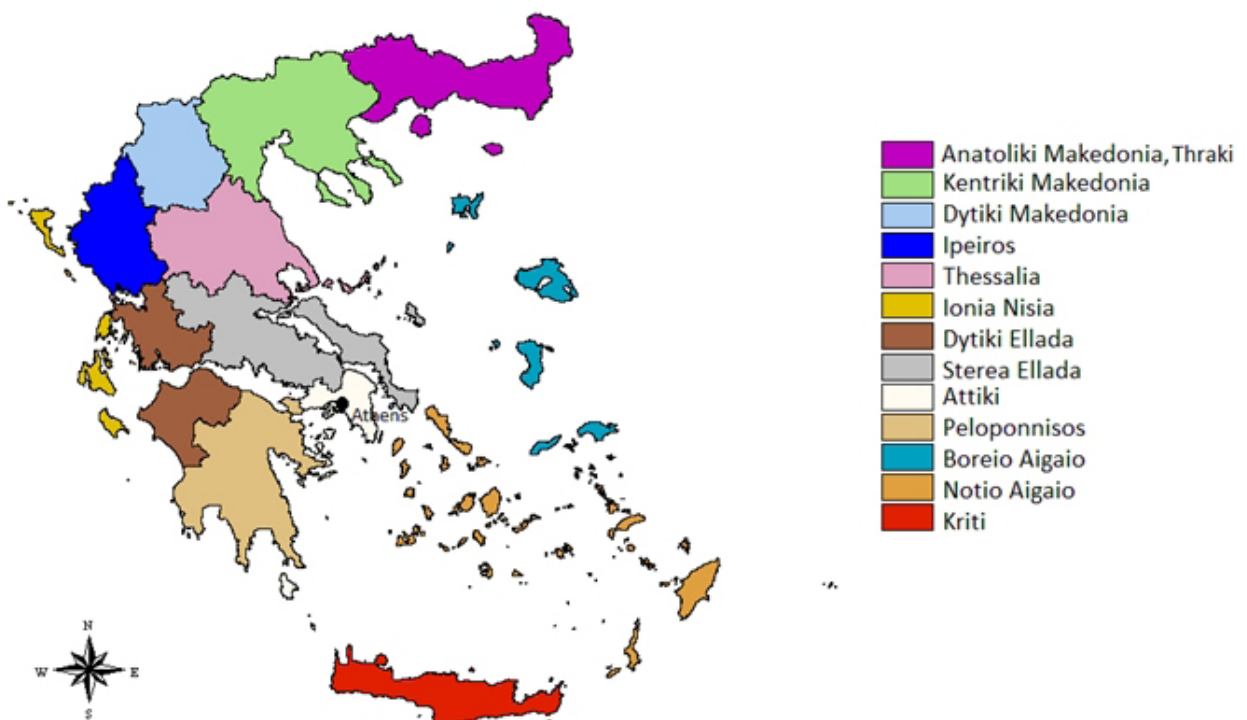 Anatoliki Makedonia, Thraki
Kentriki Makedonia
Dytiki Makedonia
Ipeiros
Thessalia
Ionia Nisia
Dytiki Ellada
Sterea Ellada
Attiki
Peloponnisos
Boreio Aigaio
Notio Aigaio
Kriti
Athens
N
W E
S